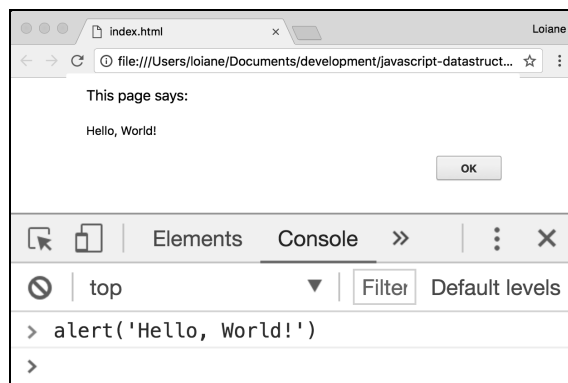 index.html × Loiane
file:///Users/loiane/Documents/development/javascript-datastruct...
This page says:
Hello, World!
OK
Elements Console »
top ▼ Filter Default levels
> alert('Hello, World!')
>